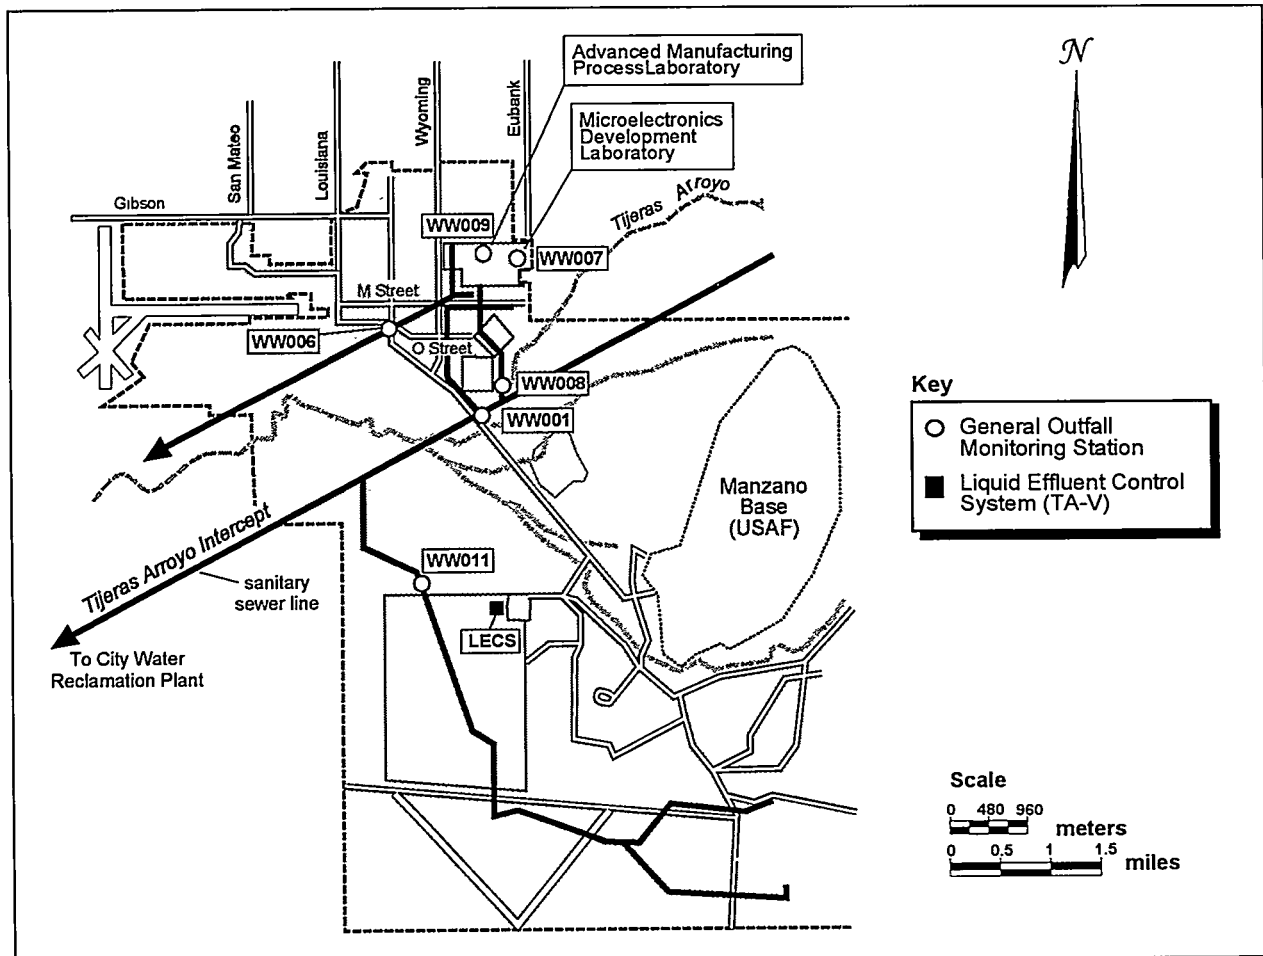 N
Advanced Manufacturing
ProcessLaboratory
Microelectronics
Development
Laboratory
San Mateo
Louisiana
Wyoming
Eubank
Gibson
Tijeras Arroyo
WW009
WW007
M Street
WW006
O Street
WW008
WW001
Key
General Outfall
Monitoring Station
Liquid Effluent Control
System (TA-V)
Manzano
Base
(USAF)
Tijeras Arroyo Intercept
sanitary
sewer line
WW011
LECS
To City Water
Reclamation Plant
Scale
0 480 960
meters
0 0.5 1 1.5
miles